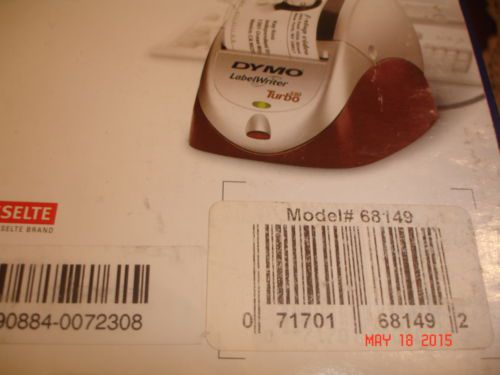 DYMO
LabelWriter
Turbo
SELTE
SELTE BRAND
Model# 68149
90884-0072308
0 71701 68149 2
MAY 18 2015